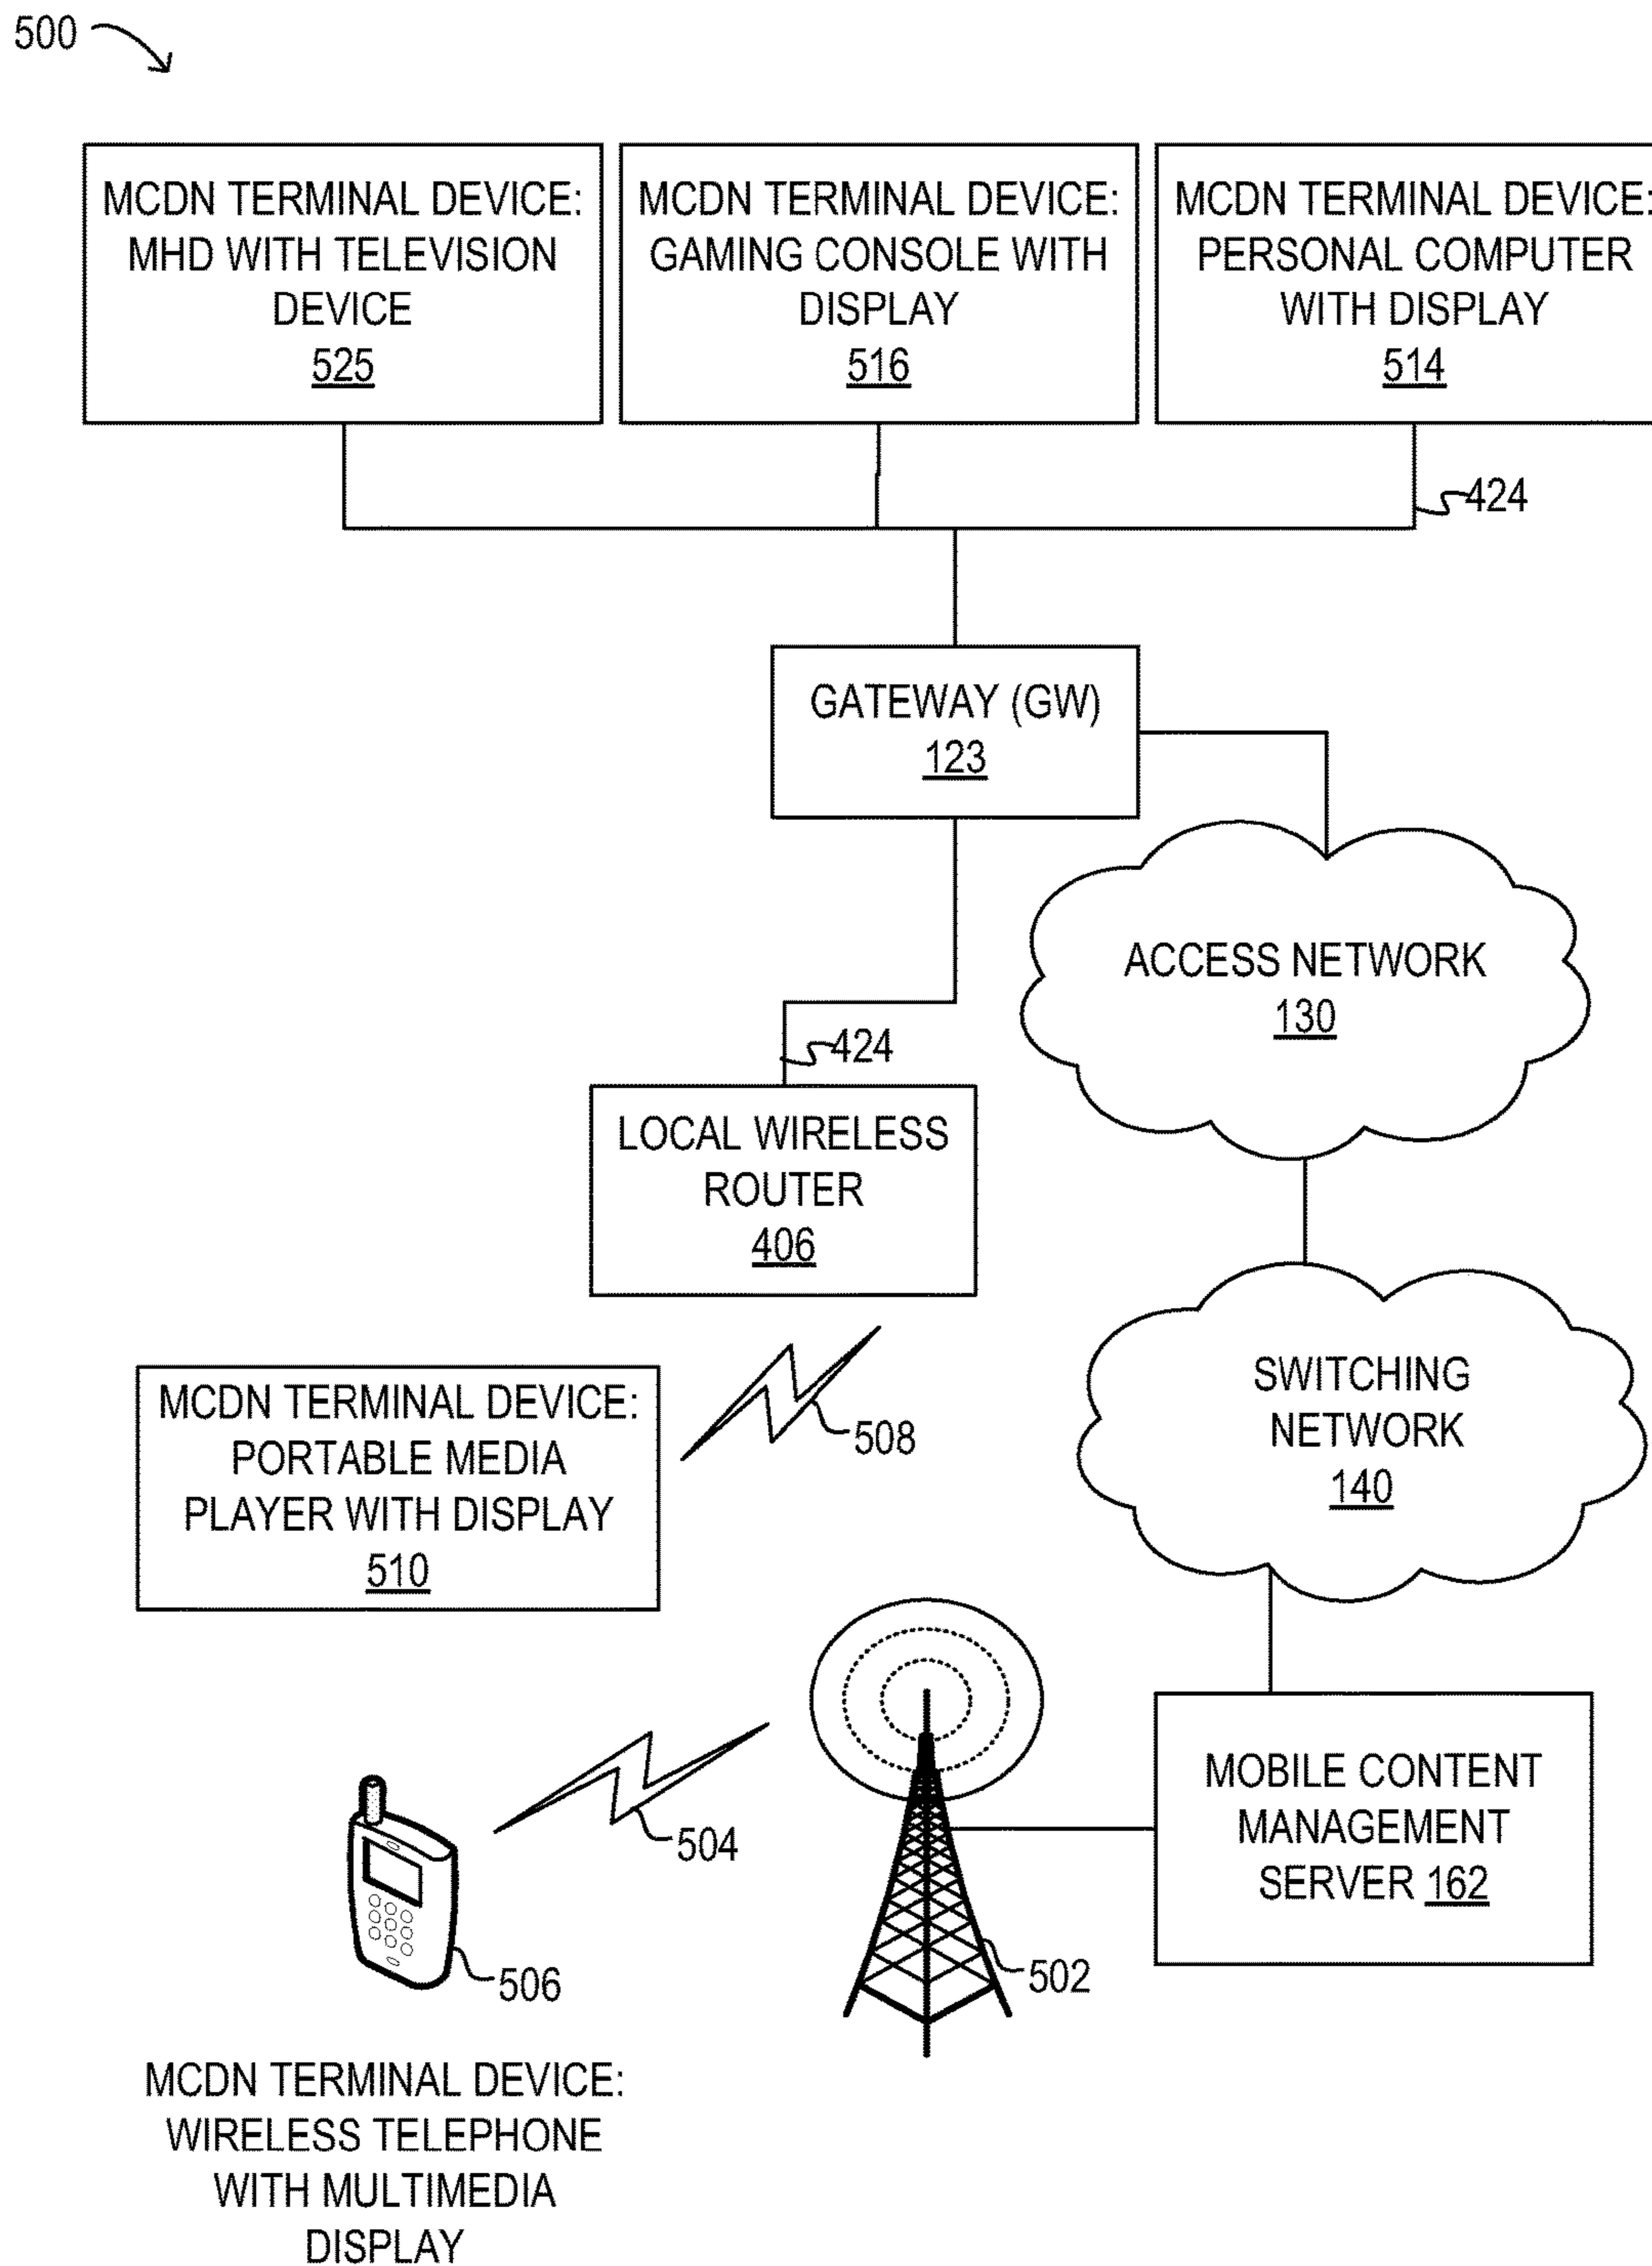 500
MCDN TERMINAL DEVICE:
MHD WITH TELEVISION
DEVICE
525
MCDN TERMINAL DEVICE:
GAMING CONSOLE WITH
DISPLAY
516
MCDN TERMINAL DEVICE:
PERSONAL COMPUTER
WITH DISPLAY
514
424
GATEWAY (GW)
123
ACCESS NETWORK
130
424
LOCAL WIRELESS
ROUTER
406
SWITCHING
NETWORK
140
MCDN TERMINAL DEVICE:
PORTABLE MEDIA
PLAYER WITH DISPLAY
510
508
MOBILE CONTENT
MANAGEMENT
SERVER 162
504
506
502
MCDN TERMINAL DEVICE:
WIRELESS TELEPHONE
WITH MULTIMEDIA
DISPLAY